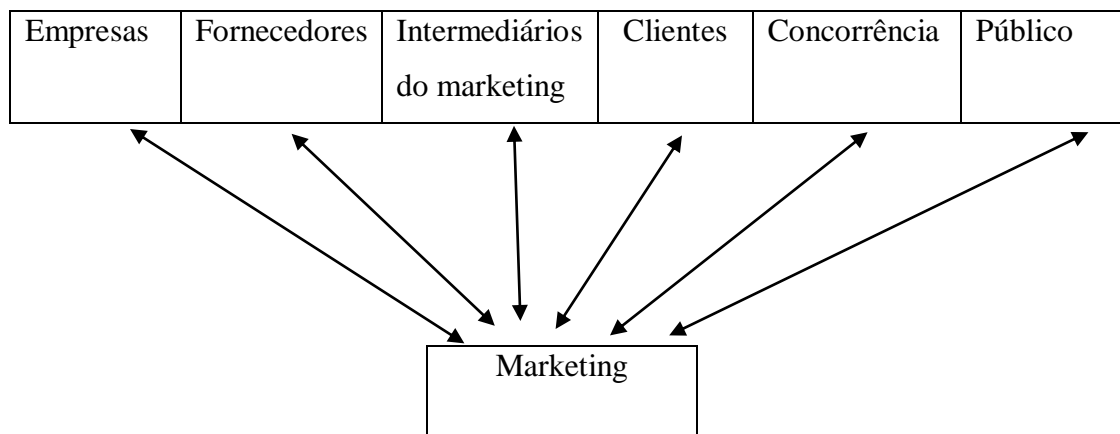 Empresas Fornecedores Intermediários Clientes Concorrência Público
do marketing
Marketing